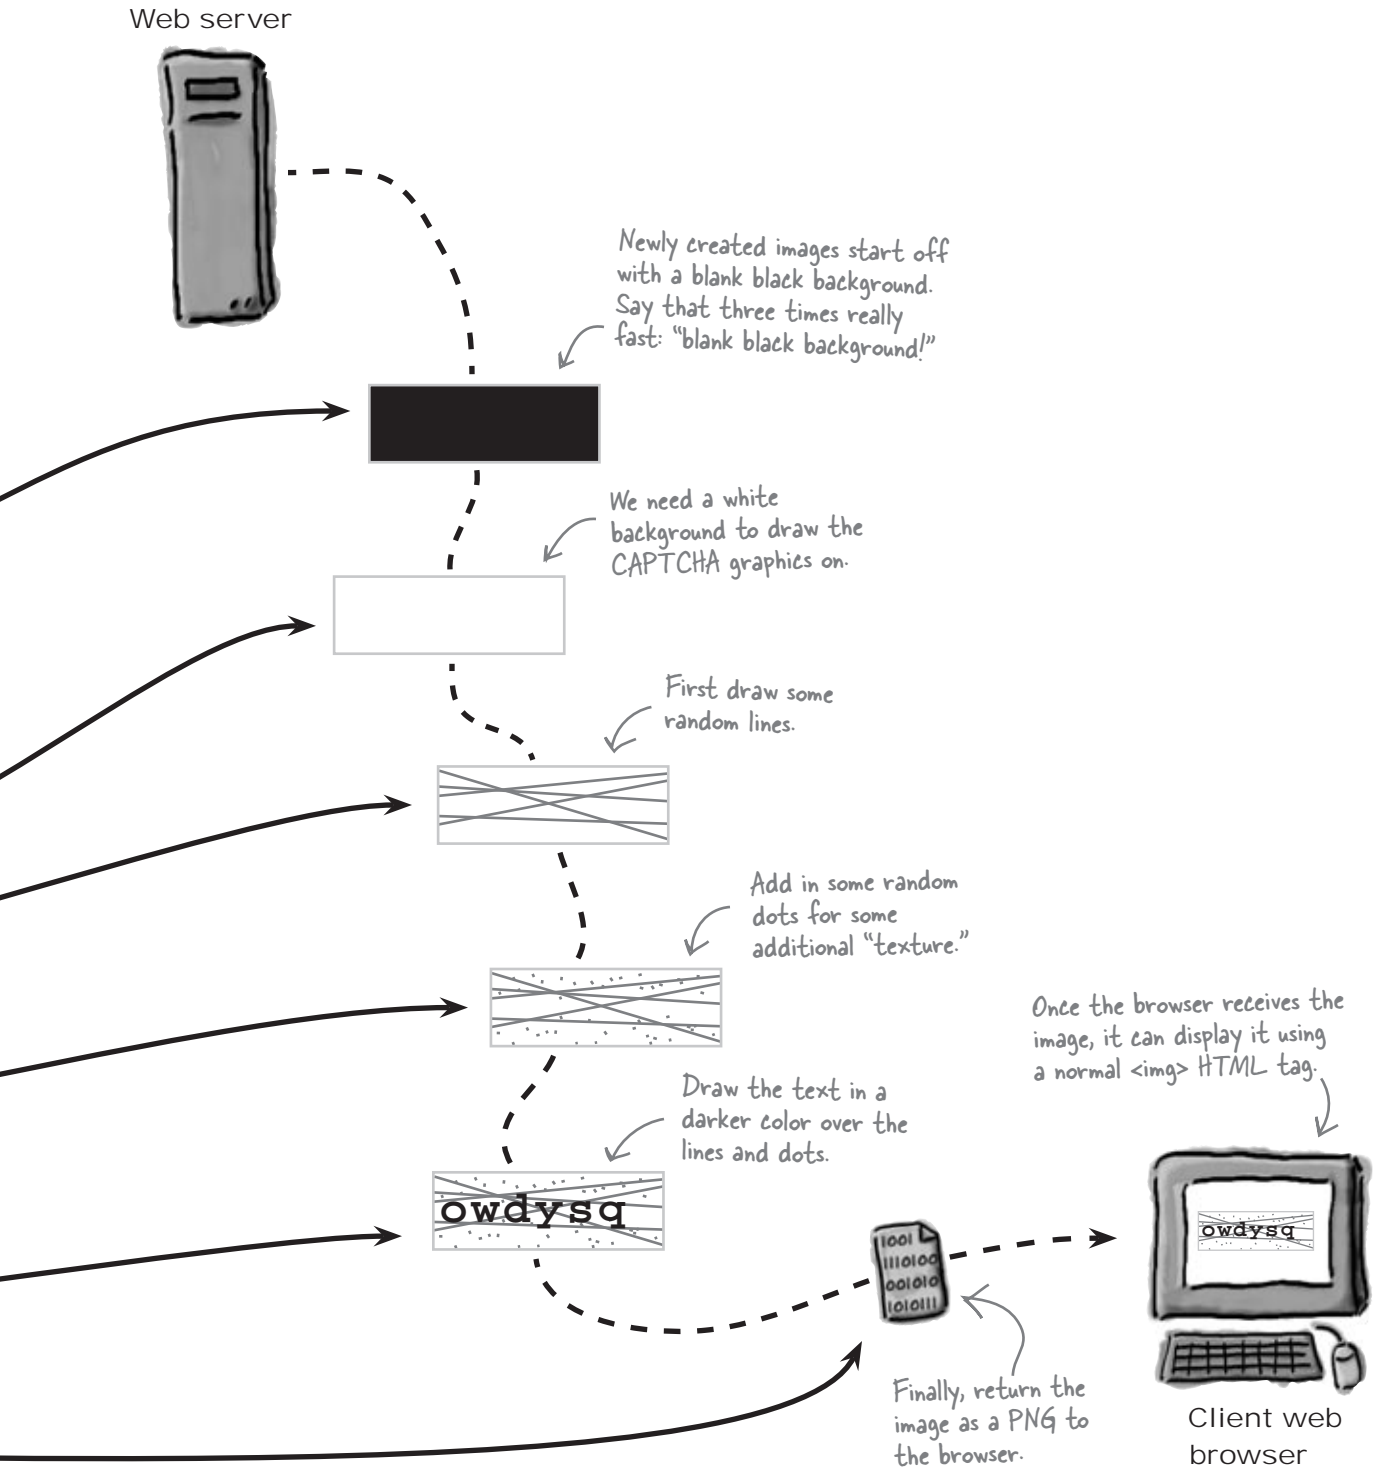 Web server
Newly created images start off
with a blank black background.
Say that three times really
fast: “blank black background!”
We need a white
background to draw the
CAPTCHA graphics on.
First draw some
random lines.
Add in some random
dots for some
additional “texture.”
Once the browser receives the
image, it can display it using
a normal <img> HTML tag.
Draw the text in a
darker color over the
lines and dots.
owdysq
owdysq
1001
1110100
001010
1010111
Finally, return the
image as a PNG to
the browser.
Client web
browser